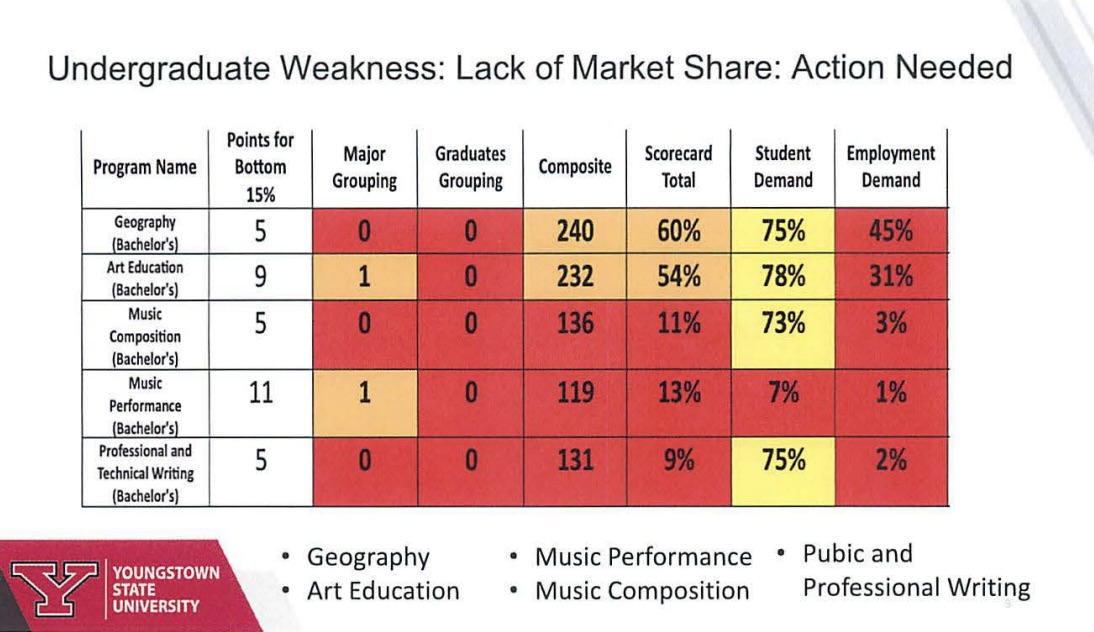 Undergraduate Weakness: Lack of Market Share: Action Needed
Program Name
Points for
Bottom
15%
Major
Grouping
Graduates
Grouping
Composite
Scorecard
Total
Student
Demand
Employment
Demand
Geography
(Bachelor's)
5 0 0 240 60% 75% 45%
Art Education
(Bachelor's)
9 1 0 232 54% 78% 31%
Music
Composition
(Bachelor's)
5 0 0 136 11% 73% 3%
Music
Performance
(Bachelor's)
11 1 0 119 13% 7% 1%
Professional and
Technical Writing
(Bachelor's)
5 0 0 131 9% 75% 2%
• Geography
• Art Education
• Music Performance
• Music Composition
• Pubic and
Professional Writing
Y
YOUNGSTOWN
STATE
UNIVERSITY